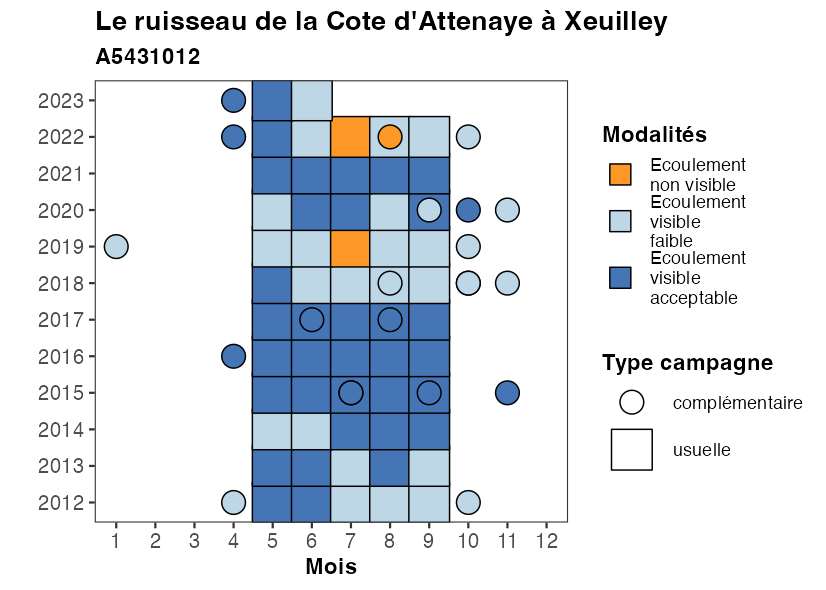 Le ruisseau de la Cote d'Attenaye à Xeuilley
A5431012
2023
2022
2021
2020
2019
2018
2017
2016
2015
2014
2013
2012
1 2 3 4 5 6 7 8 9 10 11 12
Mois
Modalités
Ecoulement
non visible
Ecoulement
visible
faible
Ecoulement
visible
acceptable
Type campagne
complémentaire
usuelle